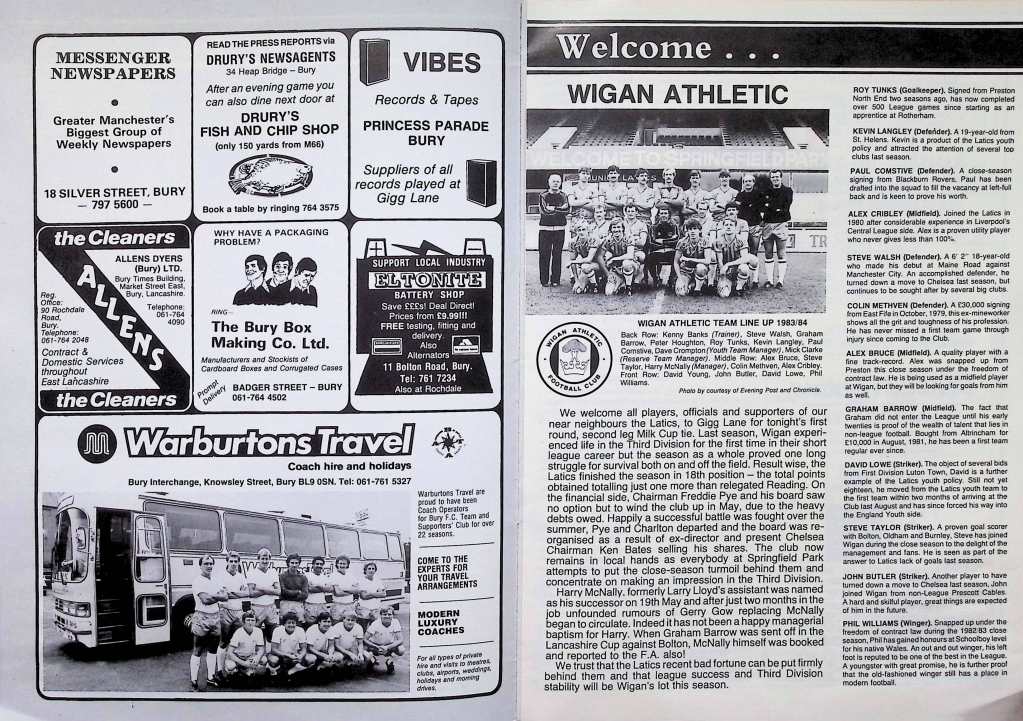 MESSENGER
NEWSPAPERS
Greater Manchester's
Biggest Group of
Weekly Newspapers
18 SILVER STREET, BURY
— 797 5600 —
READ THE PRESS REPORTS via
DRURY'S NEWSAGENTS
34 Heap Bridge – Bury
After an evening game you
can also dine next door at
DRURY'S
FISH AND CHIP SHOP
(only 150 yards from M66)
Book a table by ringing 764 3575
VIBES
Records & Tapes
PRINCESS PARADE
BURY
Suppliers of all
records played at
Gigg Lane
the Cleaners
ALLENS
ALLENS DYERS
(Bury) LTD.
Bury Times Building,
Market Street East,
Bury, Lancashire.
Telephone:
061-764
4090
Reg.
Office:
90 Rochdale
Road,
Bury.
Telephone:
061-764 2048
Contract &
Domestic Services
throughout
East Lancashire
the Cleaners
WHY HAVE A PACKAGING
PROBLEM?
RING—
The Bury Box
Making Co. Ltd.
Manufacturers and Stockists of
Cardboard Boxes and Corrugated Cases
Prompt
Delivery
BADGER STREET – BURY
061-764 4502
SUPPORT LOCAL INDUSTRY
ELTONITE
BATTERY SHOP
Save £££s! Deal Direct!
Prices from £9.99!!!
FREE testing, fitting and
delivery.
Also
Alternators
11 Bolton Road, Bury.
Tel: 761 7234
Also at Rochdale
Warburtons Travel
Coach hire and holidays
Bury Interchange, Knowsley Street, Bury BL9 0SN. Tel: 061-761 5327
Warburtons Travel are
proud to have been
Coach Operators
for Bury F.C. Team and
Supporters' Club for over
22 seasons.
COME TO THE
EXPERTS FOR
YOUR TRAVEL
ARRANGEMENTS
MODERN
LUXURY
COACHES
For all types of private
hire and visits to theatres,
clubs, airports, weddings,
holidays and morning
drives.
Welcome . . .
WIGAN ATHLETIC
WELCOME TO SPRINGFIELD PARK
WIGAN ATHLETIC
FOOTBALL CLUB
WIGAN ATHLETIC TEAM LINE UP 1983/84
Back Row: Kenny Banks (Trainer), Steve Walsh, Graham
Barrow, Peter Houghton, Roy Tunks, Kevin Langley, Paul
Comstive, Dave Crompton (Youth Team Manager), Mick Clarke
(Reserve Team Manager). Middle Row: Alex Bruce, Steve
Taylor, Harry McNally (Manager), Colin Methven, Alex Cribley.
Front Row: David Young, John Butler, David Lowe, Phil
Williams.
Photo by courtesy of Evening Post and Chronicle.
We welcome all players, officials and supporters of our
near neighbours the Latics, to Gigg Lane for tonight's first
round, second leg Milk Cup tie. Last season, Wigan experi-
enced life in the Third Division for the first time in their short
league career but the season as a whole proved one long
struggle for survival both on and off the field. Result wise, the
Latics finished the season in 18th position – the total points
obtained totalling just one more than relegated Reading. On
the financial side, Chairman Freddie Pye and his board saw
no option but to wind the club up in May, due to the heavy
debts owed. Happily a successful battle was fought over the
summer, Pye and Charlton departed and the board was re-
organised as a result of ex-director and present Chelsea
Chairman Ken Bates selling his shares. The club now
remains in local hands as everybody at Springfield Park
attempts to put the close-season turmoil behind them and
concentrate on making an impression in the Third Division.
Harry McNally, formerly Larry Lloyd's assistant was named
as his successor on 19th May and after just two months in the
job unfounded rumours of Gerry Gow replacing McNally
began to circulate. Indeed it has not been a happy managerial
baptism for Harry. When Graham Barrow was sent off in the
Lancashire Cup against Bolton, McNally himself was booked
and reported to the F.A. also!
We trust that the Latics recent bad fortune can be put firmly
behind them and that league success and Third Division
stability will be Wigan's lot this season.
ROY TUNKS (Goalkeeper). Signed from Preston
North End two seasons ago, has now completed
over 500 League games since starting as an
apprentice at Rotherham.
KEVIN LANGLEY (Defender). A 19-year-old from
St. Helens. Kevin is a product of the Latics youth
policy and attracted the attention of several top
clubs last season.
PAUL COMSTIVE (Defender). A close-season
signing from Blackburn Rovers, Paul has been
drafted into the squad to fill the vacancy at left-full
back and is keen to prove his worth.
ALEX CRIBLEY (Midfield). Joined the Latics in
1980 after considerable experience in Liverpool's
Central League side. Alex is a proven utility player
who never gives less than 100%.
STEVE WALSH (Defender). A 6' 2" 18-year-old
who made his debut at Maine Road against
Manchester City. An accomplished defender, he
turned down a move to Chelsea last season, but
continues to be sought after by several big clubs.
COLIN METHVEN (Defender). A £30,000 signing
from East Fife in October, 1979, this ex-mineworker
shows all the grit and toughness of his profession.
He has never missed a first team game through
injury since coming to the Club.
ALEX BRUCE (Midfield). A quality player with a
fine track-record. Alex was snapped up from
Preston this close season under the freedom of
contract law. He is being used as a midfield player
at Wigan, but they will be looking for goals from him
as well.
GRAHAM BARROW (Midfield). The fact that
Graham did not enter the League until his early
twenties is proof of the wealth of talent that lies in
non-league football. Bought from Altrincham for
£10,000 in August, 1981, he has been a first team
regular ever since.
DAVID LOWE (Striker). The object of several bids
from First Division Luton Town, David is a further
example of the Latics youth policy. Still not yet
eighteen, he moved from the Latics youth team to
the first team within two months of arriving at the
Club last August and has since forced his way into
the England Youth side.
STEVE TAYLOR (Striker). A proven goal scorer
with Bolton, Oldham and Burnley, Steve has joined
Wigan during the close season to the delight of the
management and fans. He is seen as part of the
answer to Latics lack of goals last season.
JOHN BUTLER (Striker). Another player to have
turned down a move to Chelsea last season, John
joined Wigan from non-League Prescott Cables.
A hard and skilful player, great things are expected
of him in the future.
PHIL WILLIAMS (Winger). Snapped up under the
freedom of contract law during the 1982/83 close
season, Phil has gained honours at Schoolboy level
for his native Wales. An out and out winger, his left
foot is reputed to be one of the best in the League.
A youngster with great promise, he is further proof
that the old-fashioned winger still has a place in
modern football.